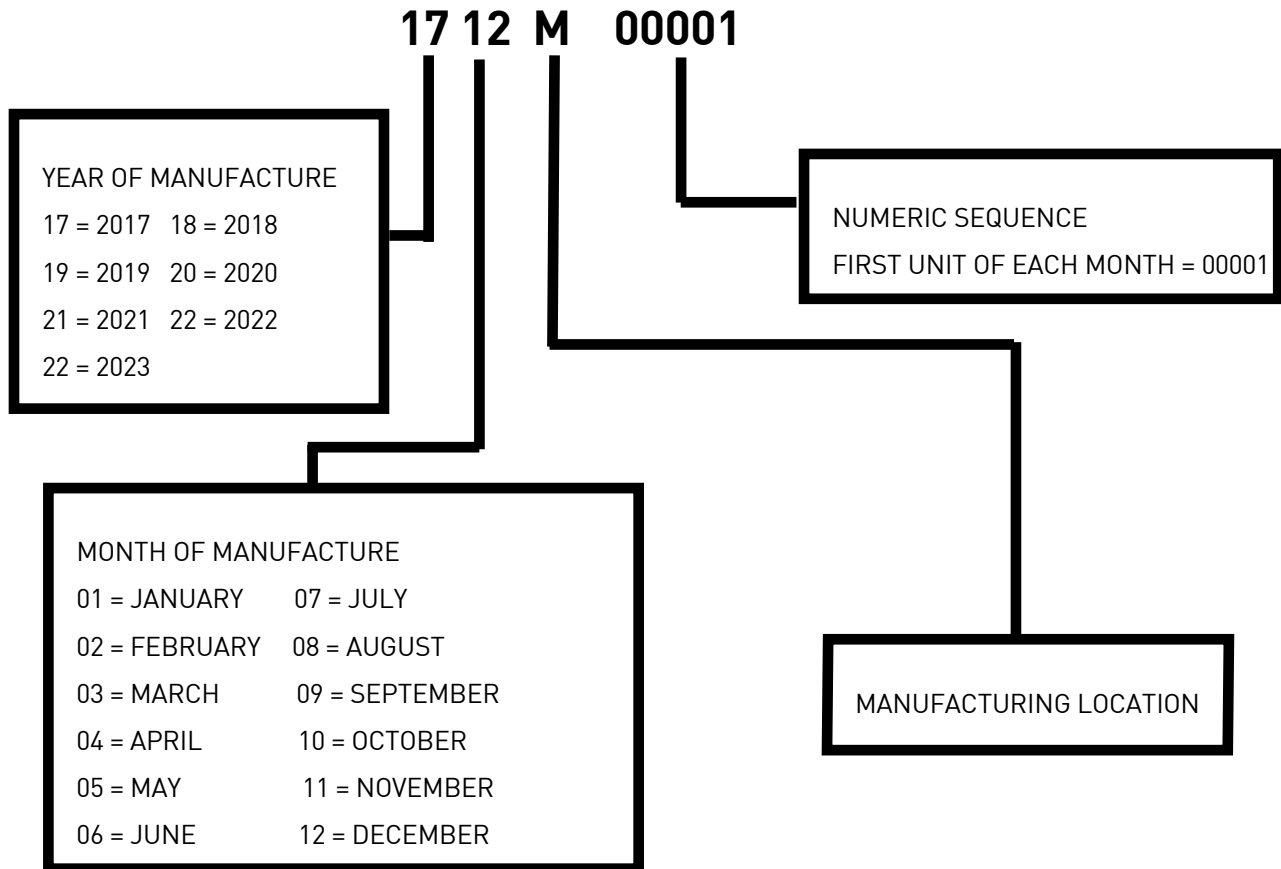 17 12 M 00001
YEAR OF MANUFACTURE
17 = 2017 18 = 2018
19 = 2019 20 = 2020
21 = 2021 22 = 2022
22 = 2023
NUMERIC SEQUENCE
FIRST UNIT OF EACH MONTH = 00001
MONTH OF MANUFACTURE
01 = JANUARY 07 = JULY
02 = FEBRUARY 08 = AUGUST
03 = MARCH 09 = SEPTEMBER
04 = APRIL 10 = OCTOBER
05 = MAY 11 = NOVEMBER
06 = JUNE 12 = DECEMBER
MANUFACTURING LOCATION